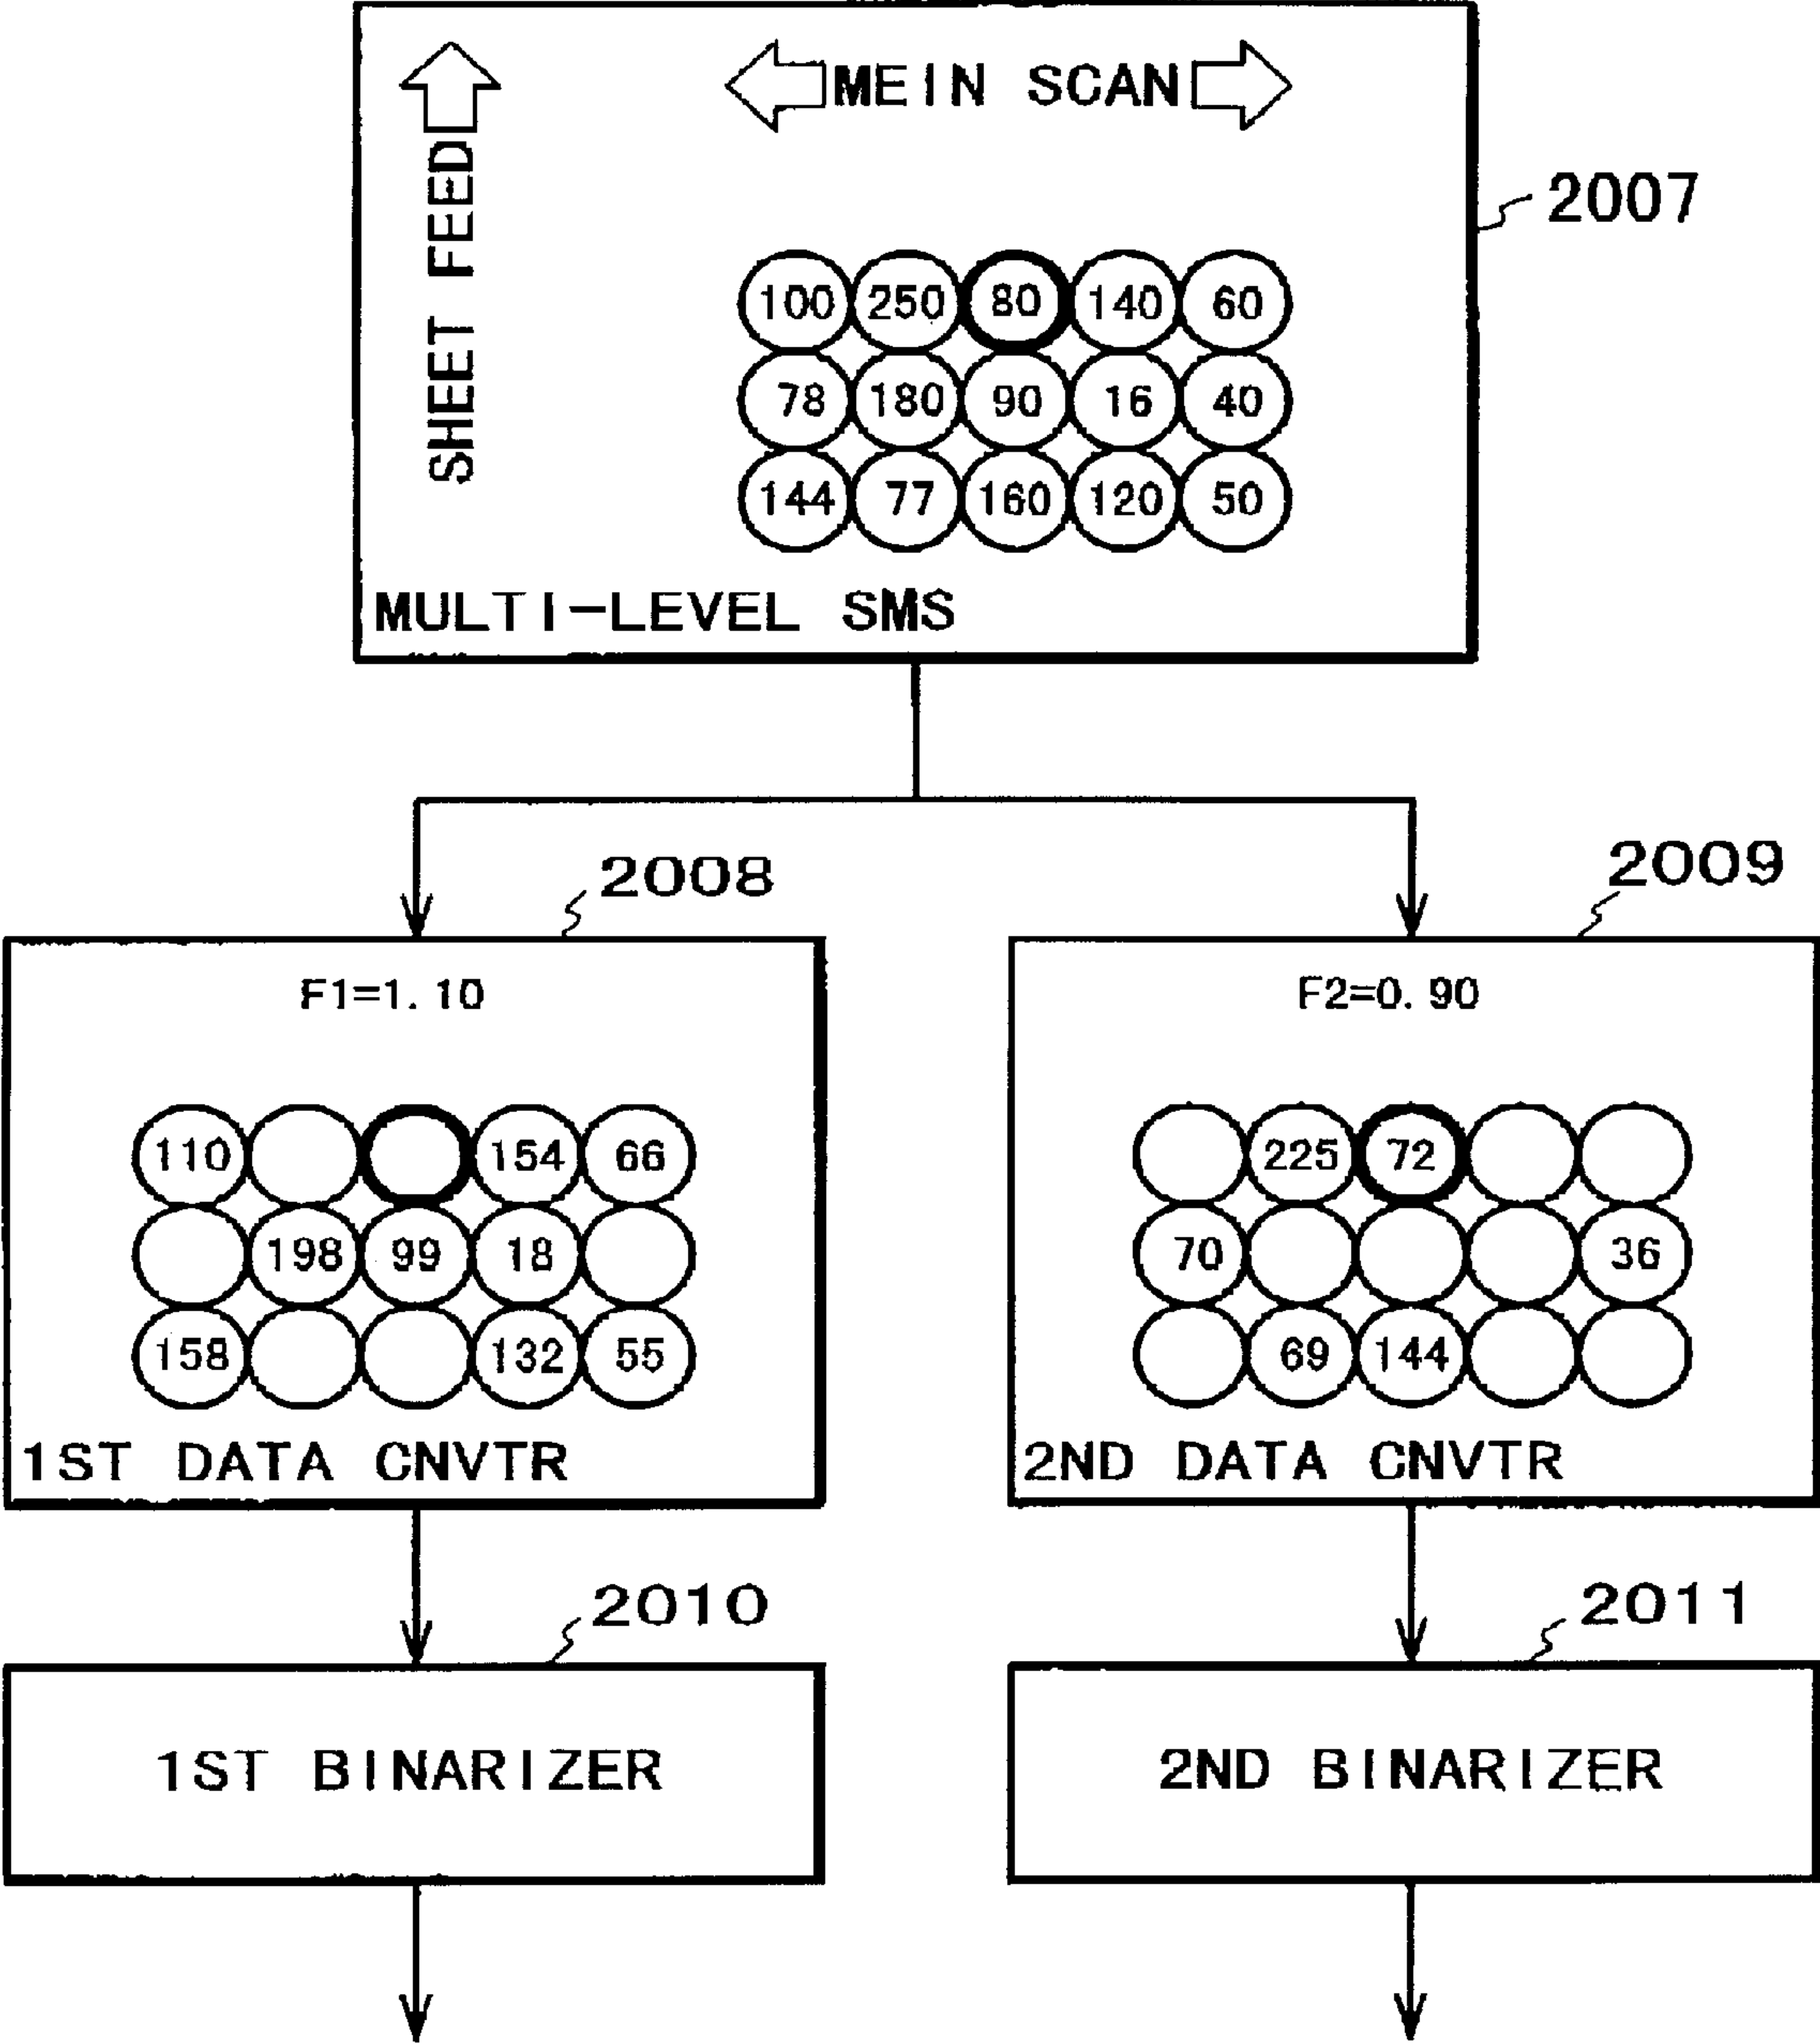 MEIN SCAN
SHEET FEED
2007
100 250 80 140 60
78 180 90 16 40
144 77 160 120 50
MULTI-LEVEL SMS
2008
2009
F1=1.10
F2=0.90
110 154 66
198 99 18
158 132 55
1ST DATA CNVTR
225 72
70 36
69 144
2ND DATA CNVTR
2010
2011
1ST BINARIZER
2ND BINARIZER